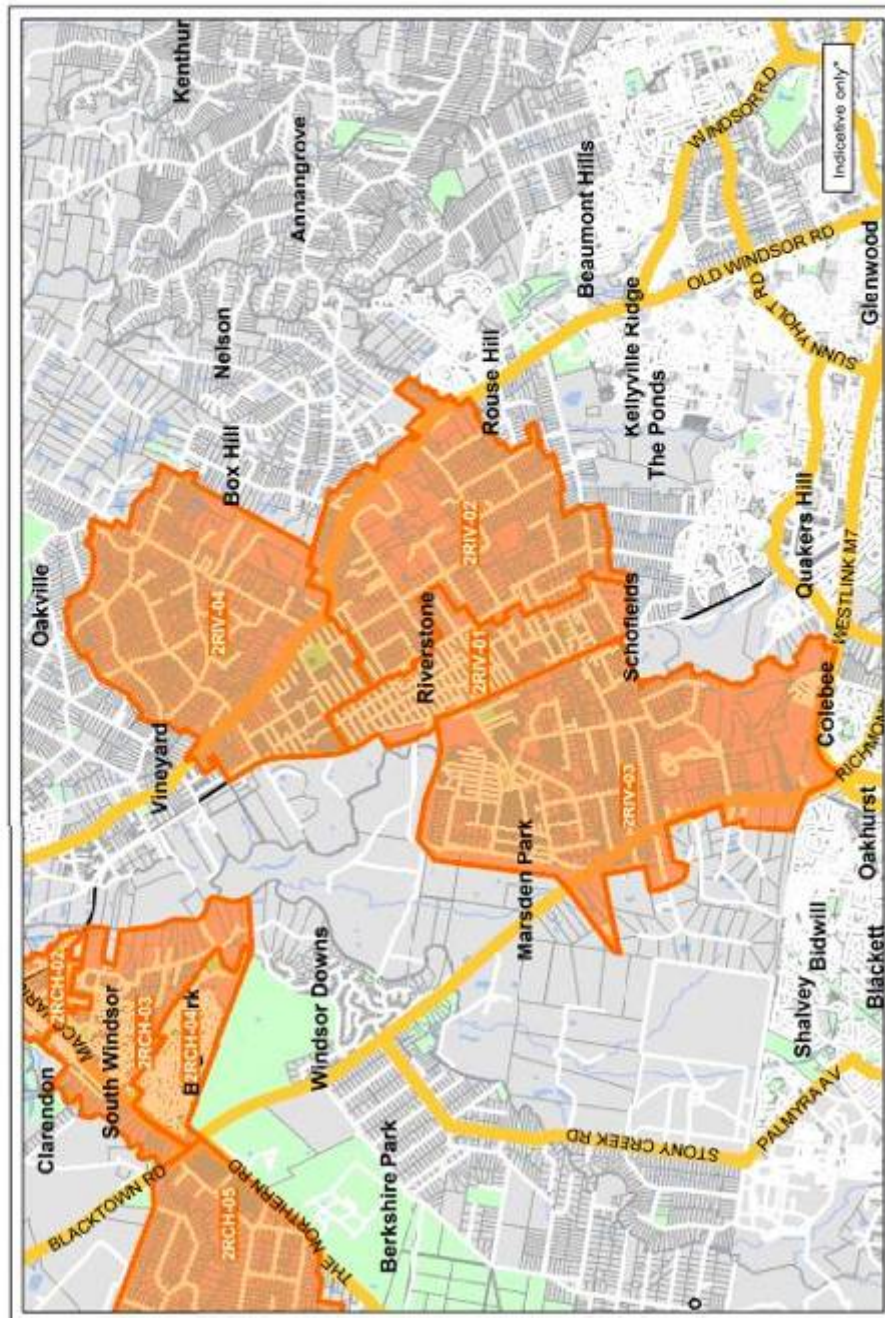 Clarendon
Oakville
BLACKTOWN RD
2RCH-02
South Windsor
2RCH-03
Vineyard
Kenthur
2RCH-04
2RCH-05
2RIV-04
Nelson
Box Hill
Annangrove
THE NORTHERN RD
Windsor Downs
Berkshire Park
Riverstone
2RIV-01
2RIV-02
Rouse Hill
Marsden Park
Beaumont Hills
Schofields
2RIV-03
Kellyville Ridge
The Ponds
STONY CREEK RD
WINDSOR RD
OLD WINDSOR RD
SUNNYHOLT RD
Quakers Hill
Shalvey
Bidwill
PALMYRA AV
Colebee
WESTLINK M7
Indicetive only*
Oakhurst
Blackett
Glenwood